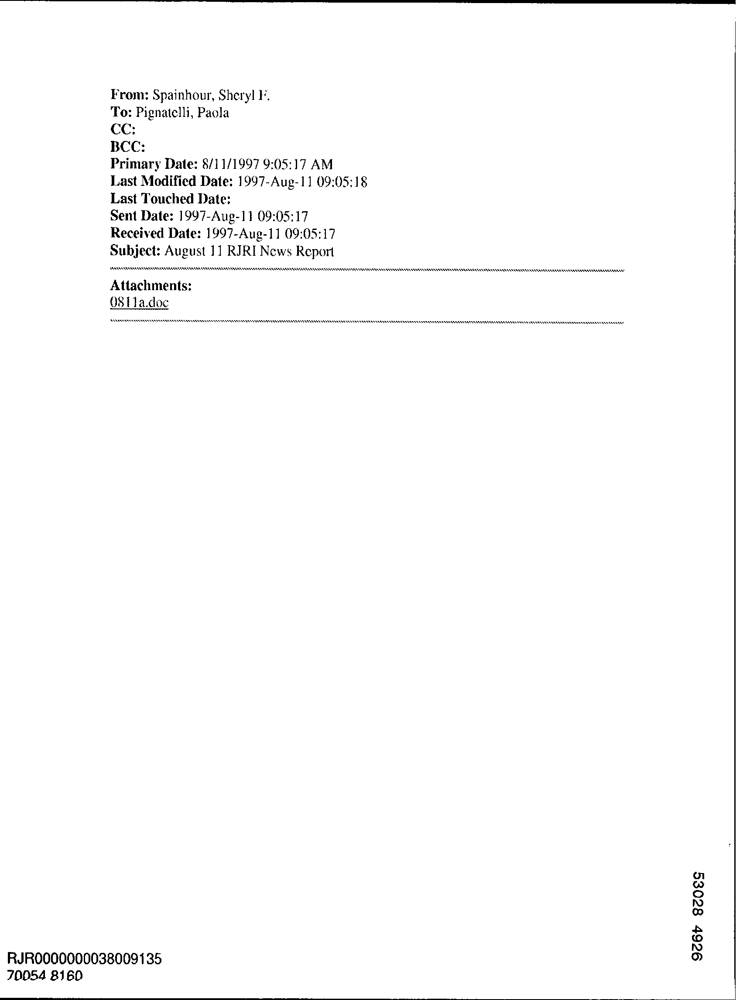 From: Spainhour, Sheryl F.
To: Pignatelli, Paola
CC:
BCC:
Primary Date: 8/11/1997 9:05:17 AM
Last Modified Date: 1997-Aug-11 09:05:18
Last Touched Date:
Sent Date: 1997-Aug-11 09:05:17
Received Date: 1997-Aug-11 09:05:17
Subject: August 11 RJRI News Report
Attachments:
0811a.doc
53028 4926
RJR0000000038009135
70054 8160